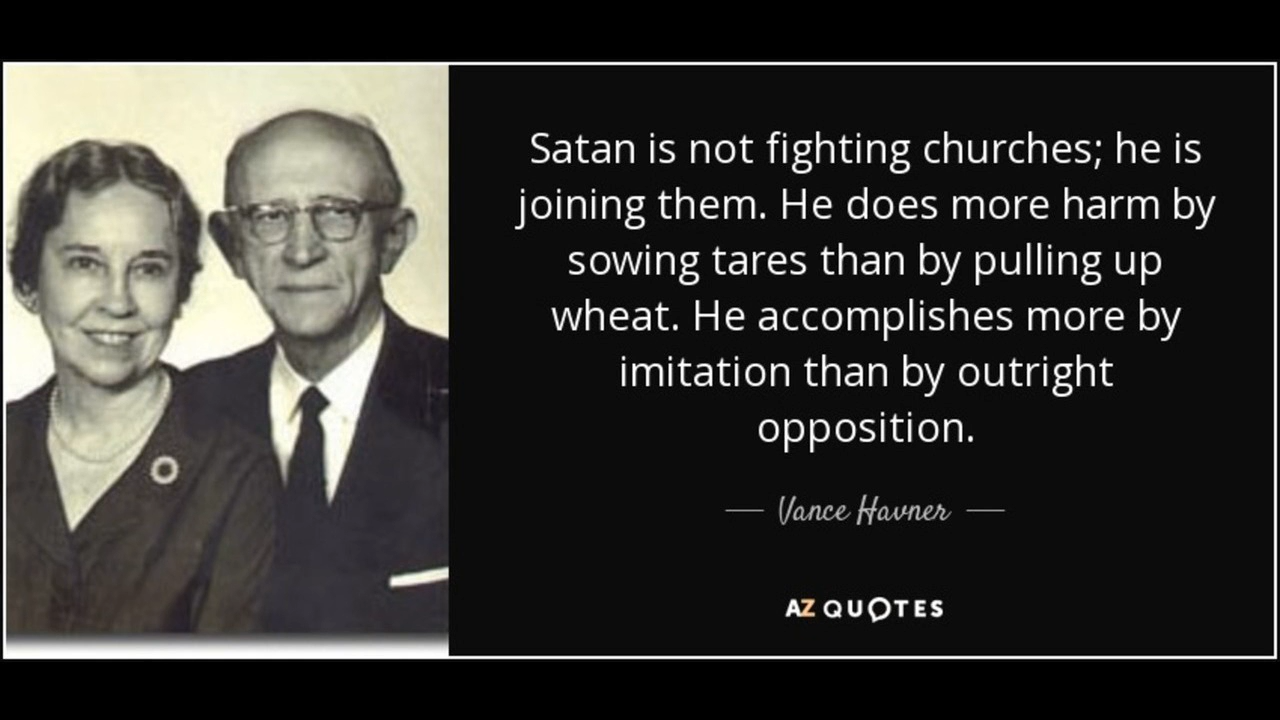 Satan is not fighting churches; he is
joining them. He does more harm by
sowing tares than by pulling up
wheat. He accomplishes more by
imitation than by outright
opposition.
Vance Havner
AZ QUOTES